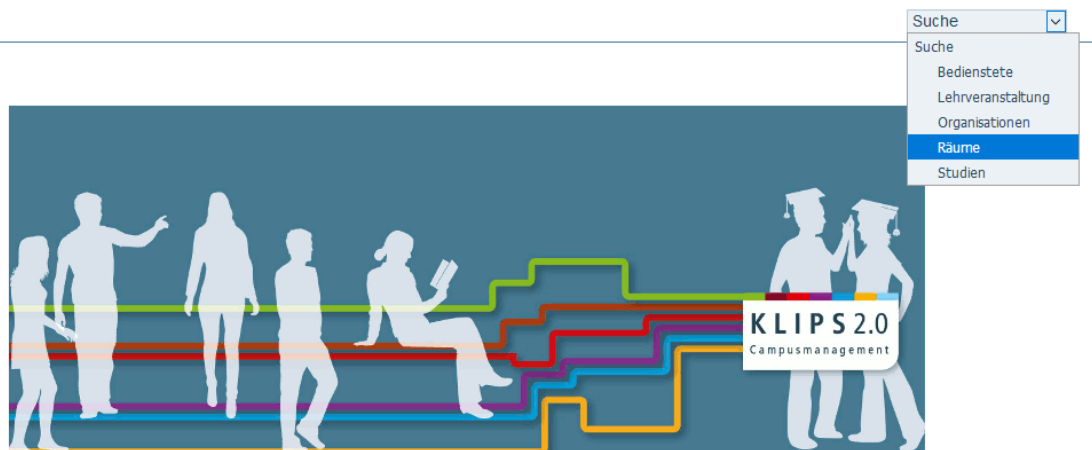 Suche
Suche
Bedienstete
Lehrveranstaltung
Organisationen
Räume
Studien
KLIPS 2.0
Campusmanagement